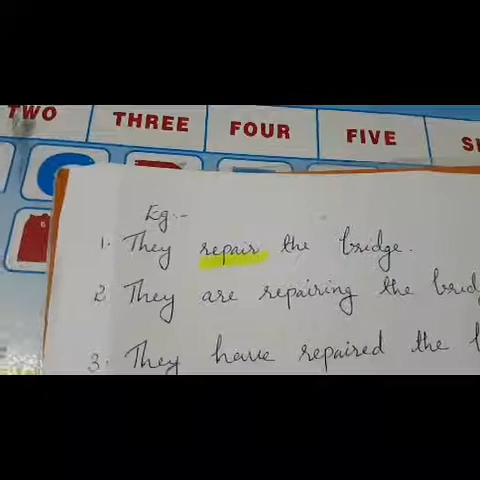 TWO THREE FOUR FIVE
Eg:-
1. They repair the bridge.
2. They are repairing the
3. They have repaired the